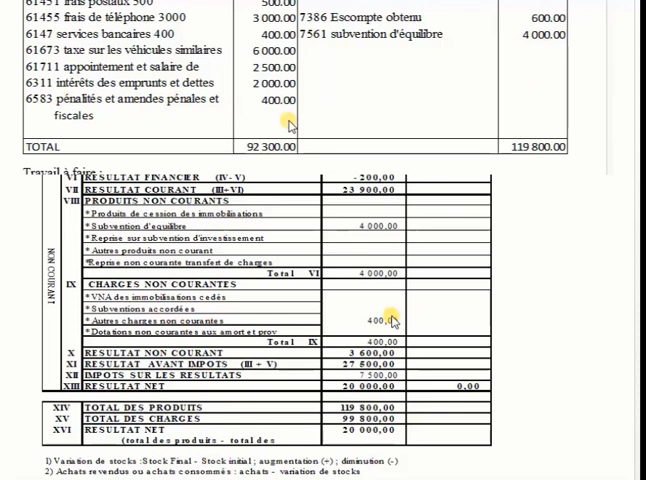 61451 frais postaux 500 500.00
61455 frais de téléphone 3000 3 000.00 7386 Escompte obtenu 600.00
6147 services bancaires 400 400.00 7561 subvention d'équilibre 4 000.00
61673 taxe sur les véhicules similaires 6 000.00
61711 appointement et salaire de 2 500.00
6311 intérêts des emprunts et dettes 2 000.00
6583 pénalités et amendes pénales et 400.00
fiscales
TOTAL 92 300.00 119 800.00
Travail à faire :
VI RESULTAT FINANCIER (IV- V) - 200,00
VII RESULTAT COURANT (III+VI) 23 900,00
VIII PRODUITS NON COURANTS
* Produits de cession des immobilisations
* Subvention d'equilibre 4 000,00
* Reprise sur subvention d'investissement
* Autres produits non courant
*Reprise non courante transfert de charges
Total VI 4 000,00
IX CHARGES NON COURANTES
NON COURANT
* VNA des immobilisations cedés
* Subventions accordées
* Autres charges non courantes 400,00
* Dotations non courantes aux amort et prov
Total IX 400,00
X RESULTAT NON COURANT 3 600,00
XI RESULTAT AVANT IMPOTS (III + V) 27 500,00
XII IMPOTS SUR LES RESULTATS 7 500,00
XIII RESULTAT NET 20 000,00 0,00
XIV TOTAL DES PRODUITS 119 800,00
XV TOTAL DES CHARGES 99 800,00
XVI RESULTAT NET 20 000,00
(total des produits - total des
1) Variation de stocks :Stock Final - Stock initial ; augmentation (+) ; diminution (-)
2) Achats revendus ou achats consommés : achats - variation de stocks